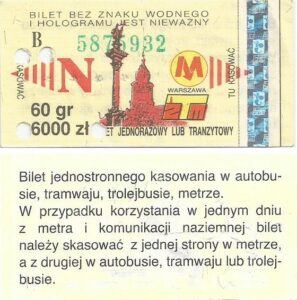 BILET BEZ ZNAKU WODNEGO
I HOLOGRAMU JEST NIEWAŻNY
B 5876932
KASOWAĆ
N
M
WARSZAWA
ZTM
TU KASOWAĆ
60 gr
6000 zł
BILET JEDNORAZOWY LUB TRANZYTOWY
Bilet jednostronnego kasowania w autobu-
sie, tramwaju, trolejbusie, metrze.
W przypadku korzystania w jednym dniu
z metra i komunikacji naziemnej bilet
należy skasować z jednej strony w metrze,
a z drugiej w autobusie, tramwaju lub trolej-
busie.